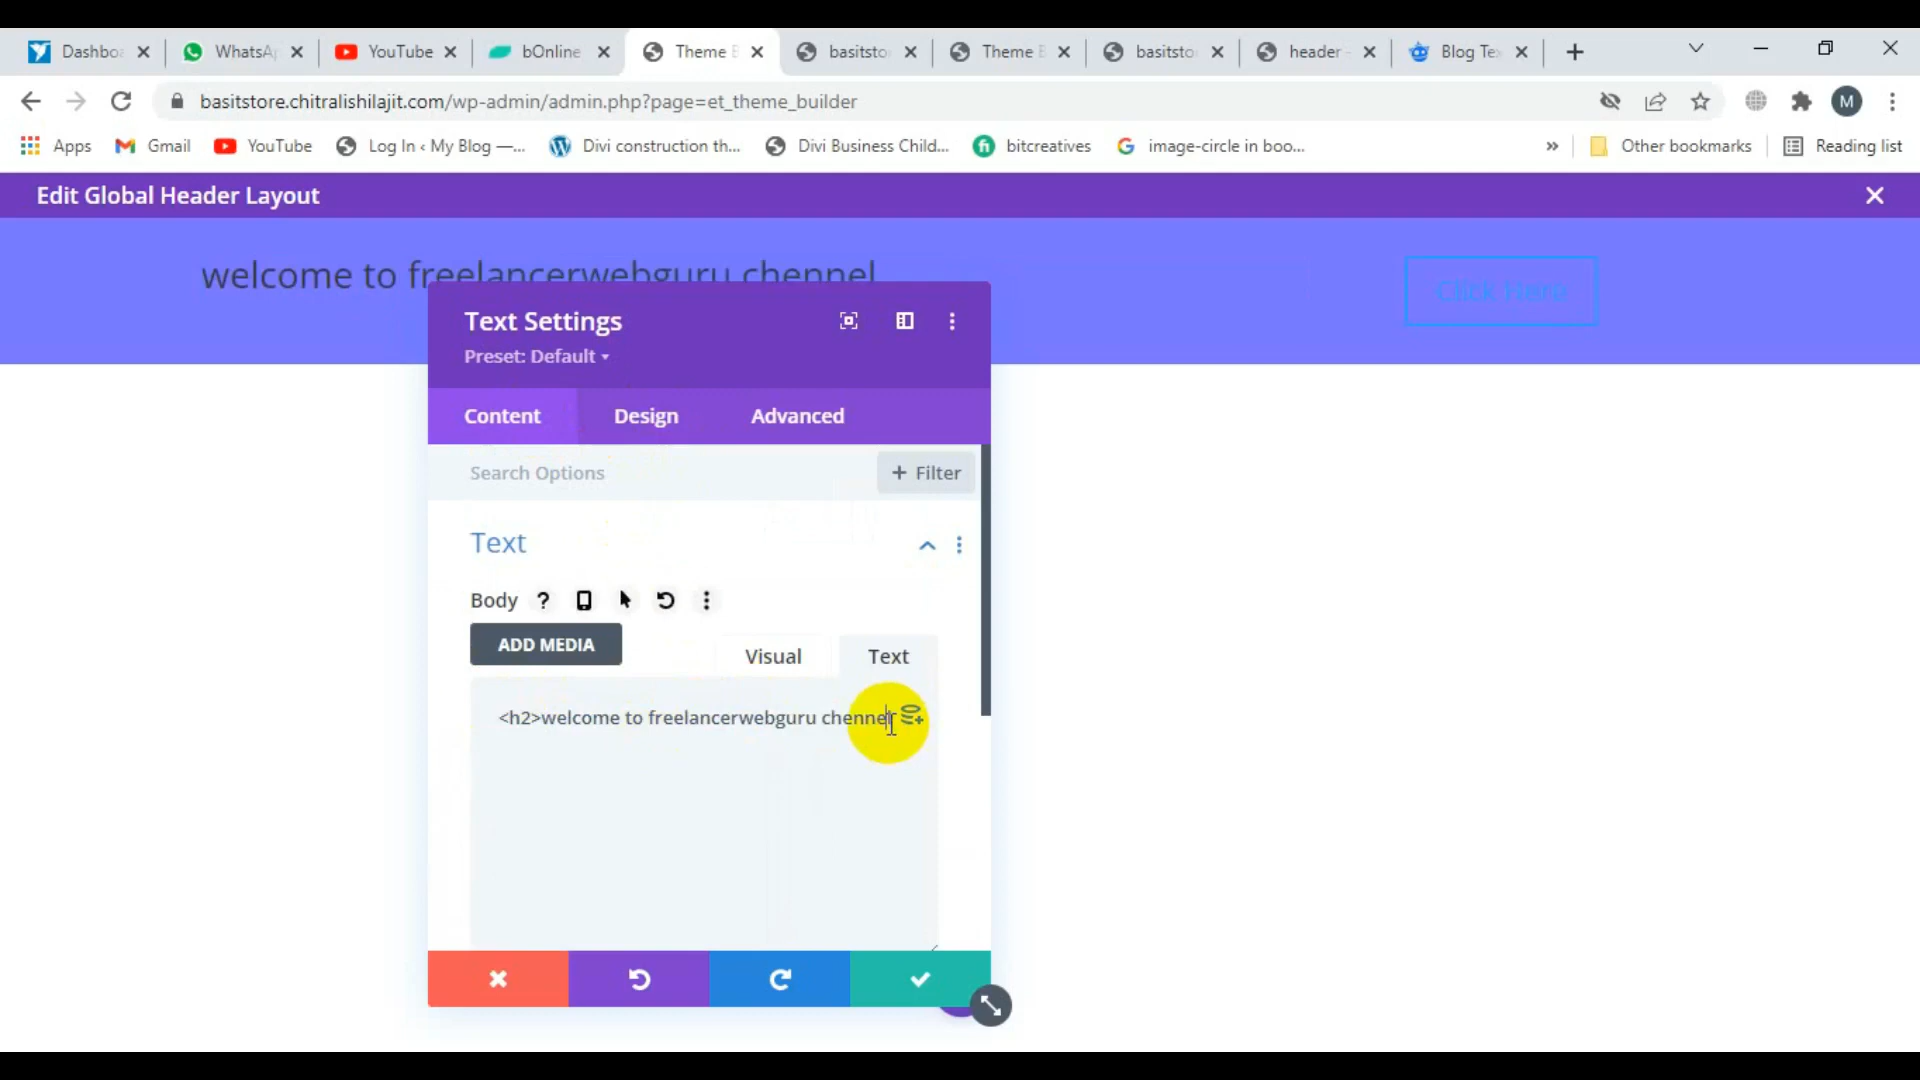 Dashbo
WhatsA
YouTube
bOnline
Theme B
basitsto
Theme B
basitsto
header -
Blog Te
basitstore.chitralishilajit.com/wp-admin/admin.php?page=et_theme_builder
M
Apps
Gmail
YouTube
Log In ‹ My Blog —...
Divi construction th...
Divi Business Child...
bitcreatives
image-circle in boo...
»
Other bookmarks
Reading list
Edit Global Header Layout
welcome to freelancerwebguru chennel
Click Here
Text Settings
Preset: Default
Content
Design
Advanced
Search Options
+ Filter
Text
Body
?
ADD MEDIA
Visual
Text
<h2>welcome to freelancerwebguru chennel